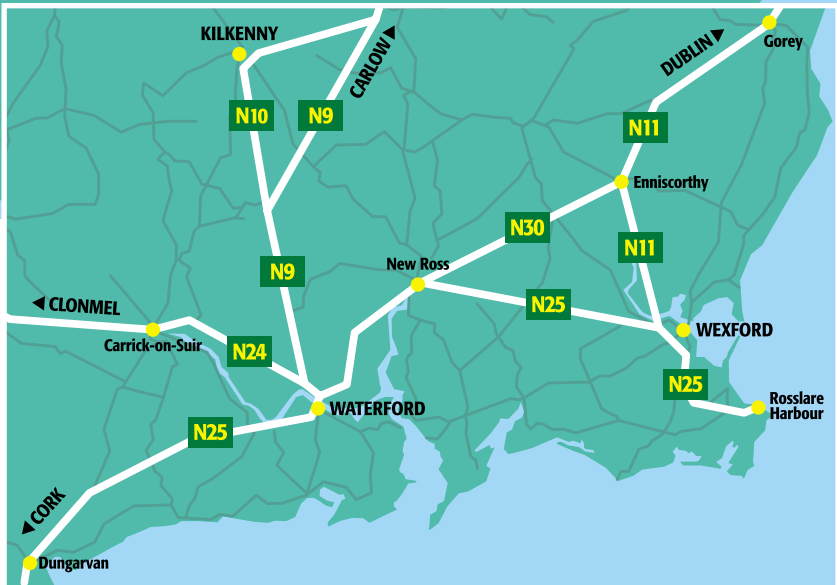 KILKENNY
CARLOW
DUBLIN
Gorey
N10
N9
N11
Enniscorthy
N30
N11
New Ross
N9
CLONMEL
N25
WEXFORD
Carrick-on-Suir
N24
N25
Rosslare
Harbour
WATERFORD
N25
CORK
Dungarvan